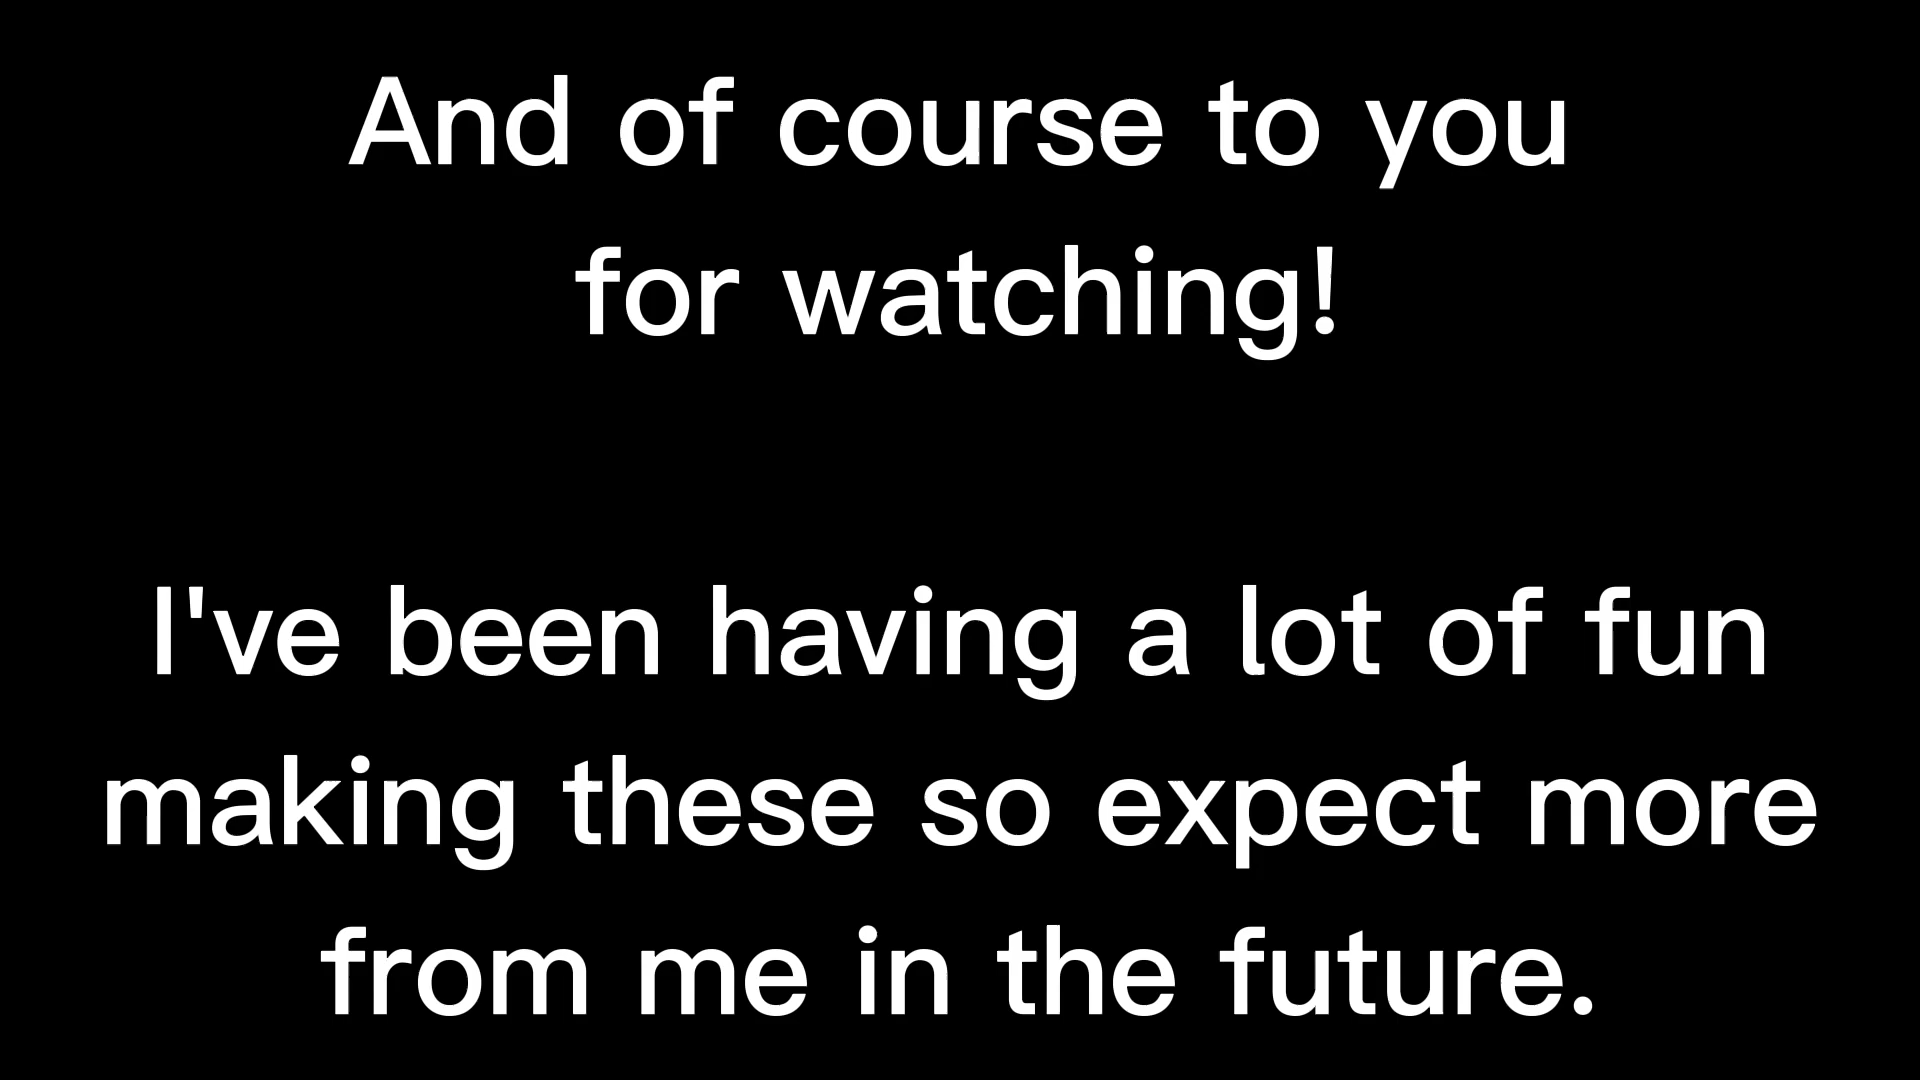 And of course to you
for watching!
I've been having a lot of fun
making these so expect more
from me in the future.